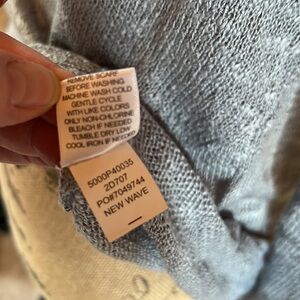 REMOVE SCARF
BEFORE WASHING
MACHINE WASH COLD
GENTLE CYCLE
WITH LIKE COLORS
ONLY NON-CHLORINE
BLEACH IF NEEDED
TUMBLE DRY LOW
COOL IRON IF NEEDED
5000P40035
2D707
PO#7049744
NEW WAVE